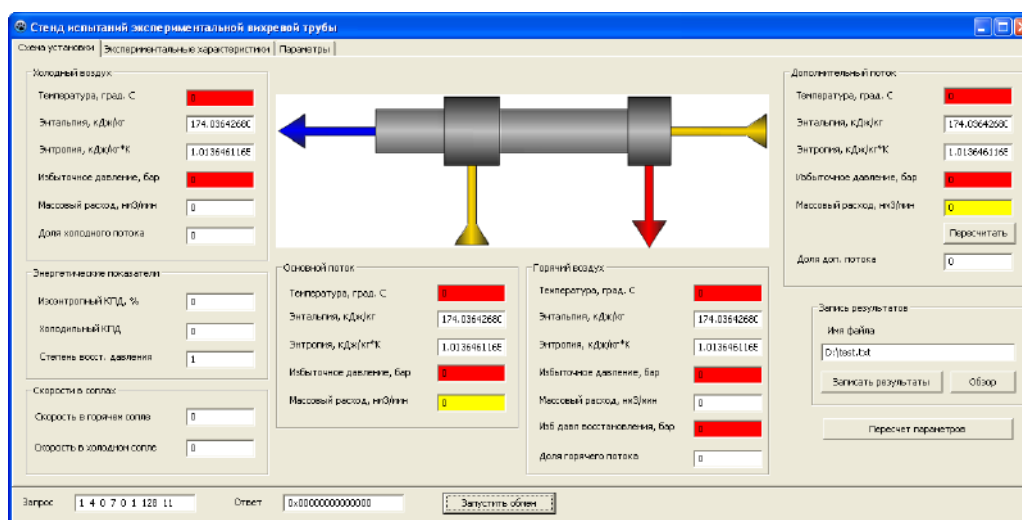 Стенд испытаний экспериментальной вихревой трубы
Схема установки Экспериментальные характеристики Параметры
Холодный воздух
Температура, град. С 0
Энтальпия, кДж/кг 174.0364268С
Энтропия, кДж/кг*К 1.0136461165
Избыточное давление, бар 0
Массовый расход, нм3/мин 0
Доля холодного потока 0
Энергетические показатели
Изоэнтропный КПД, % 0
Холодильный КПД 0
Степень восст. давления 1
Скорости в соплах
Скорость в горячем сопле 0
Скорость в холодном сопле 0
Основной поток
Температура, град. С 0
Энтальпия, кДж/кг 174.0364268С
Энтропия, кДж/кг*К 1.0136461165
Избыточное давление, бар 0
Массовый расход, нм3/мин 0
Горячий воздух
Температура, град. С 0
Энтальпия, кДж/кг 174.0364268С
Энтропия, кДж/кг*К 1.0136461165
Избыточное давление, бар 0
Массовый расход, нм3/мин 0
Изб давл восстановления, бар 0
Доля горячего потока 0
Дополнительный поток
Температура, град. С 0
Энтальпия, кДж/кг 174.0364268С
Энтропия, кДж/кг*К 1.0136461165
Избыточное давление, бар 0
Массовый расход, нм3/мин 0
Пересчитать
Доля доп. потока 0
Запись результатов
Имя файла
D:\test.txt
Записать результаты Обзор
Пересчет параметров
Запрос 1 4 0 7 0 1 128 11 Ответ 0x00000000000000 Запустить обмен